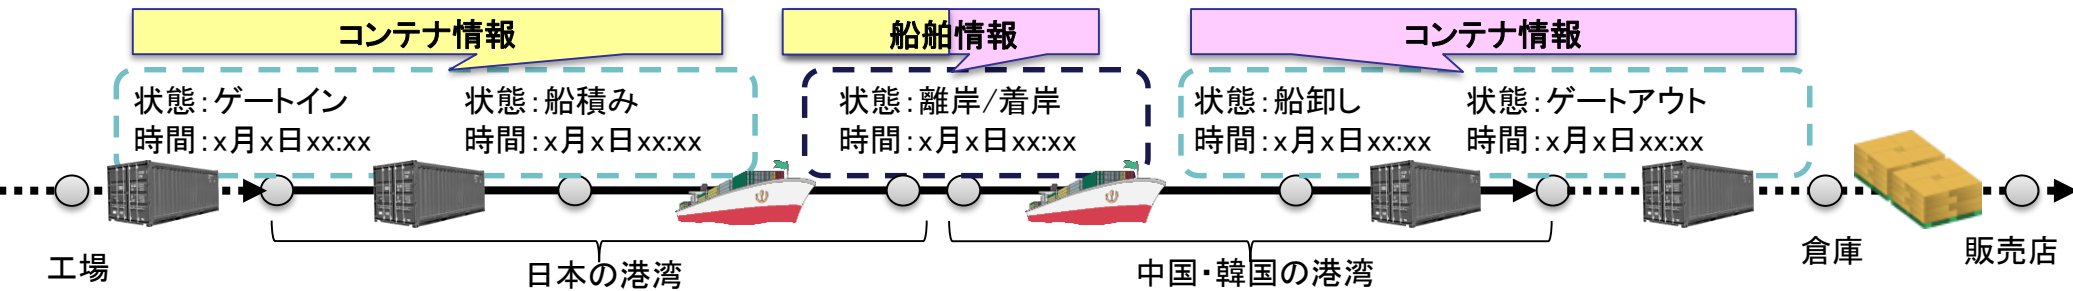 コンテナ情報
船舶情報
コンテナ情報
状態：ゲートイン
時間：x月x日xx:xx
状態：船積み
時間：x月x日xx:xx
状態：離岸/着岸
時間：x月x日xx:xx
状態：船卸し
時間：x月x日xx:xx
状態：ゲートアウト
時間：x月x日xx:xx
工場
日本の港湾
中国・韓国の港湾
倉庫
販売店